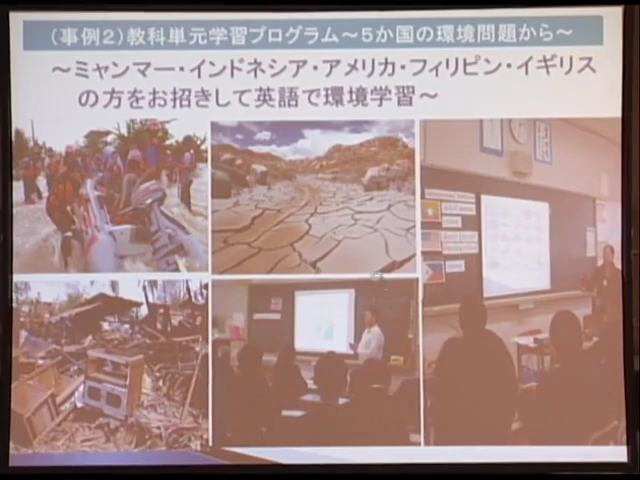 （事例２）教科単元学習プログラム～５か国の環境問題から～
～ミャンマー・インドネシア・アメリカ・フィリピン・イギリス
の方をお招きして英語で環境学習～